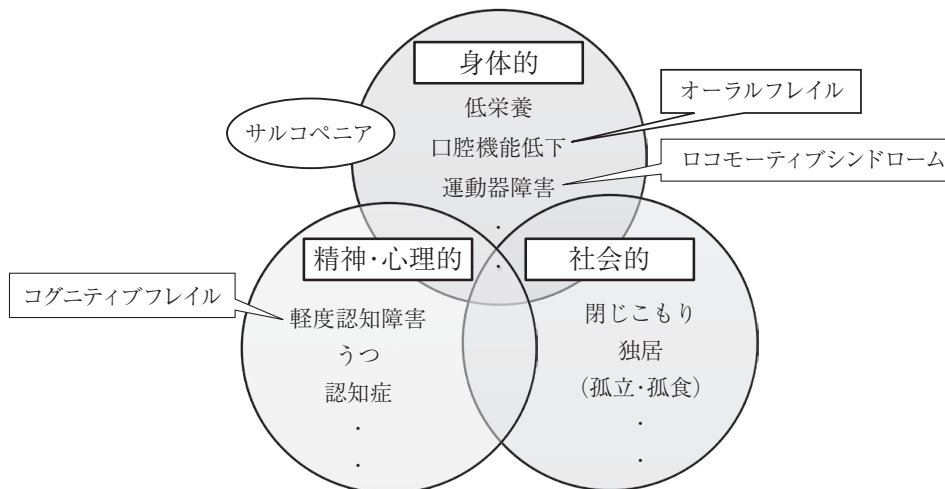 身体的
低栄養
口腔機能低下
運動器障害
・
・
サルコペニア
オーラルフレイル
ロコモーティブシンドローム
精神・心理的
軽度認知障害
うつ
認知症
・
・
コグニティブフレイル
社会的
閉じこもり
独居
(孤立・孤食)
・
・